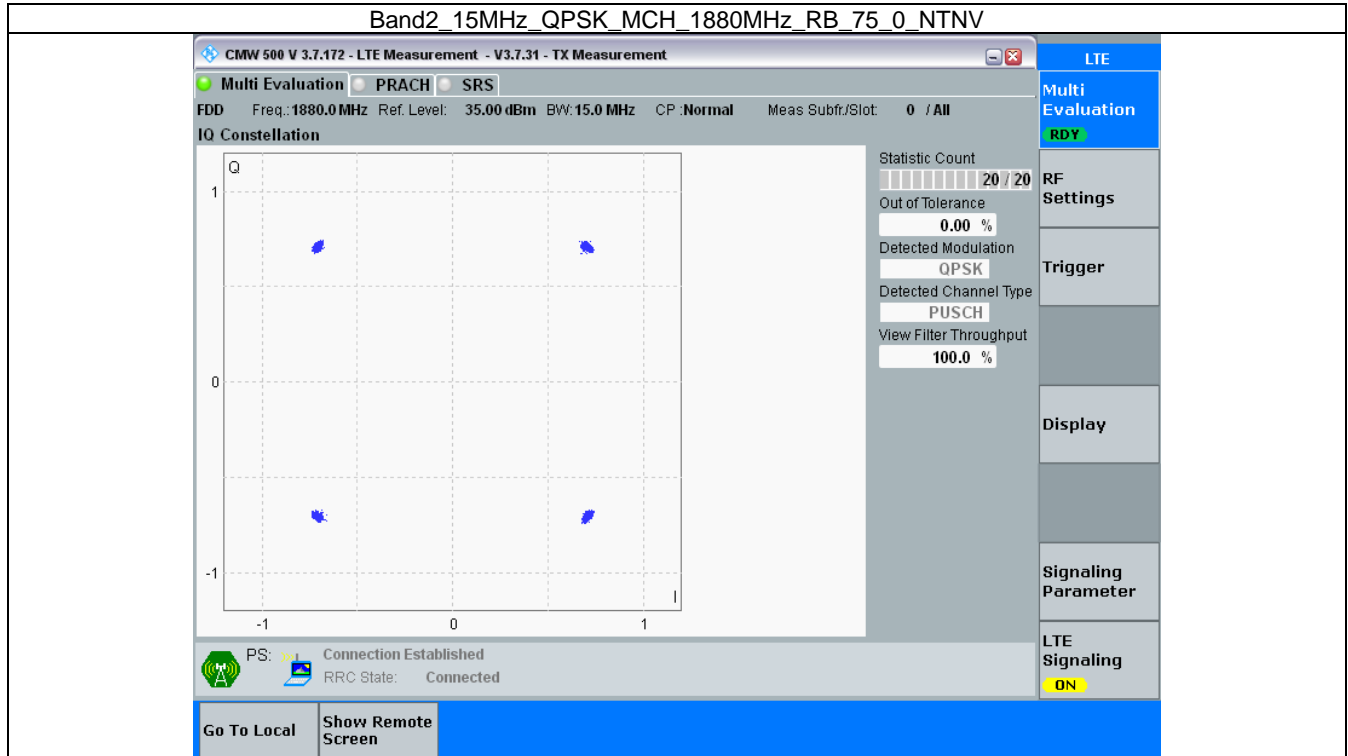 Band2_15MHz_QPSK_MCH_1880MHz_RB_75_0_NTNV
CMW 500 V 3.7.172 - LTE Measurement - V3.7.31 - TX Measurement
LTE
Multi Evaluation PRACH SRS
FDD Freq.:1880.0 MHz Ref. Level: 35.00 dBm BW:15.0 MHz CP :Normal Meas Subfr./Slot: 0 / All
IQ Constellation
Q
1
0
-1
I
-1 0 1
Statistic Count
20 / 20
Out of Tolerance
0.00 %
Detected Modulation
QPSK
Detected Channel Type
PUSCH
View Filter Throughput
100.0 %
Multi
Evaluation
RDY
RF
Settings
Trigger
Display
Signaling
Parameter
LTE
Signaling
ON
PS: Connection Established
RRC State: Connected
Go To Local
Show Remote
Screen